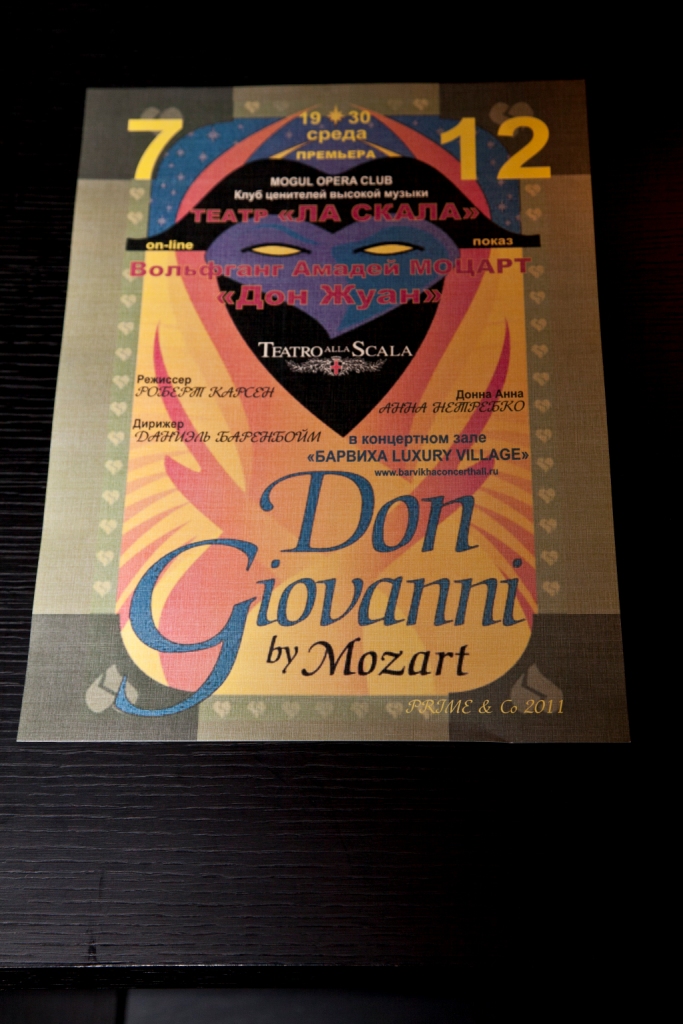 7
19 30
12
среда
ПРЕМЬЕРА
MOGUL OPERA CLUB
Клуб ценителей высокой музыки
ТЕАТР «ЛА СКАЛА»
on-line
показ
Вольфганг Амадей МОЦАРТ
«Дон Жуан»
TEATRO ALLA SCALA
Режиссер
РОБЕРТ КАРСЕН
Донна Анна
АННА НЕТРЕБКО
Дирижер
ДАНИЭЛЬ БАРЕНБОЙМ
в концертном зале
«БАРВИХА LUXURY VILLAGE»
www.barvikhaconcerthall.ru
Don
Giovanni
by Mozart
PRIME & Co 2011